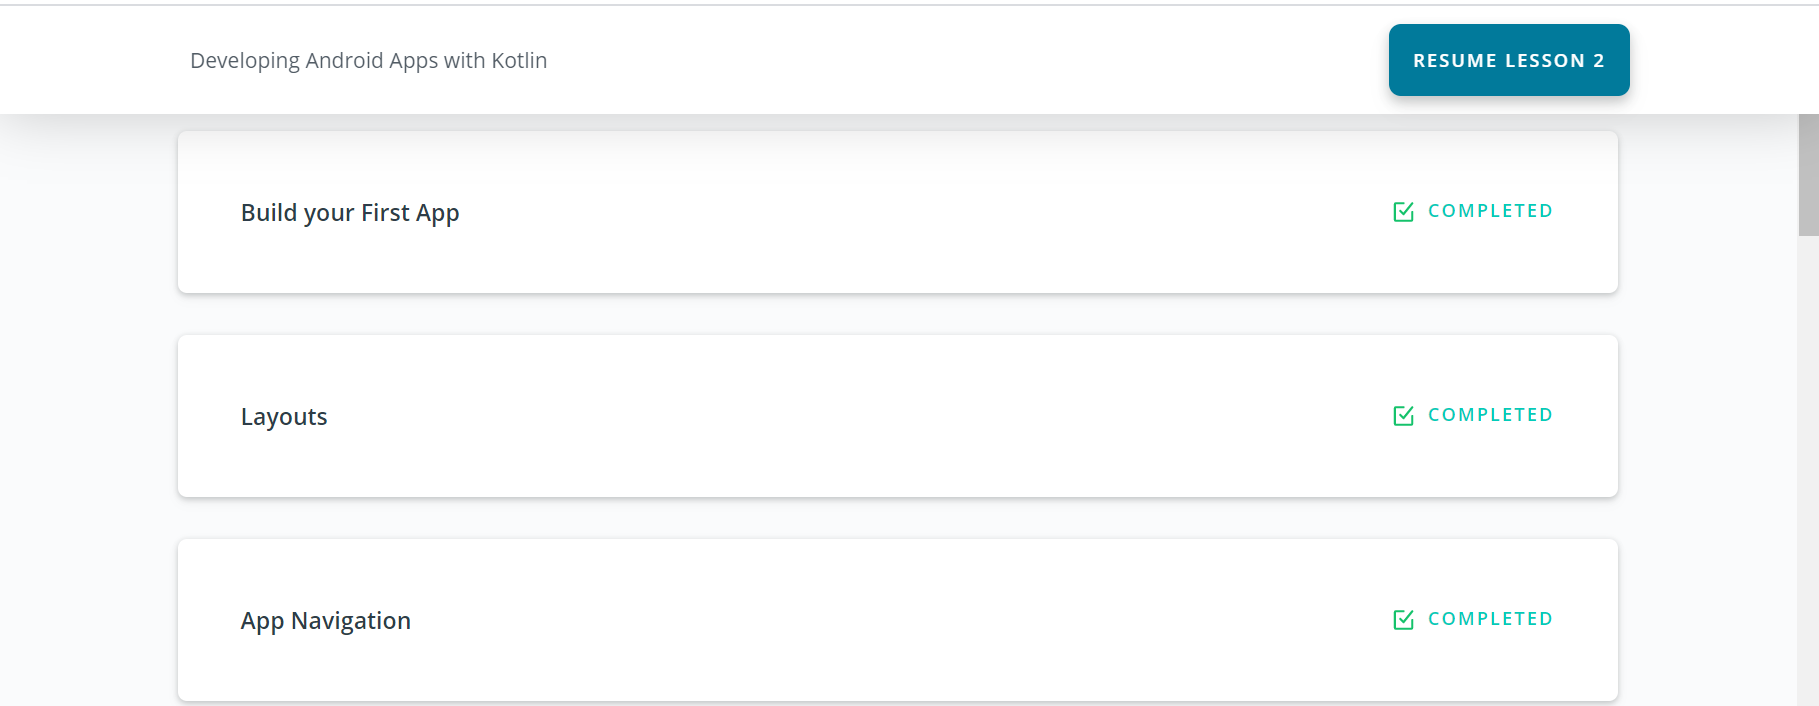 Developing Android Apps with Kotlin
RESUME LESSON 2
Build your First App
COMPLETED
Layouts
COMPLETED
App Navigation
COMPLETED